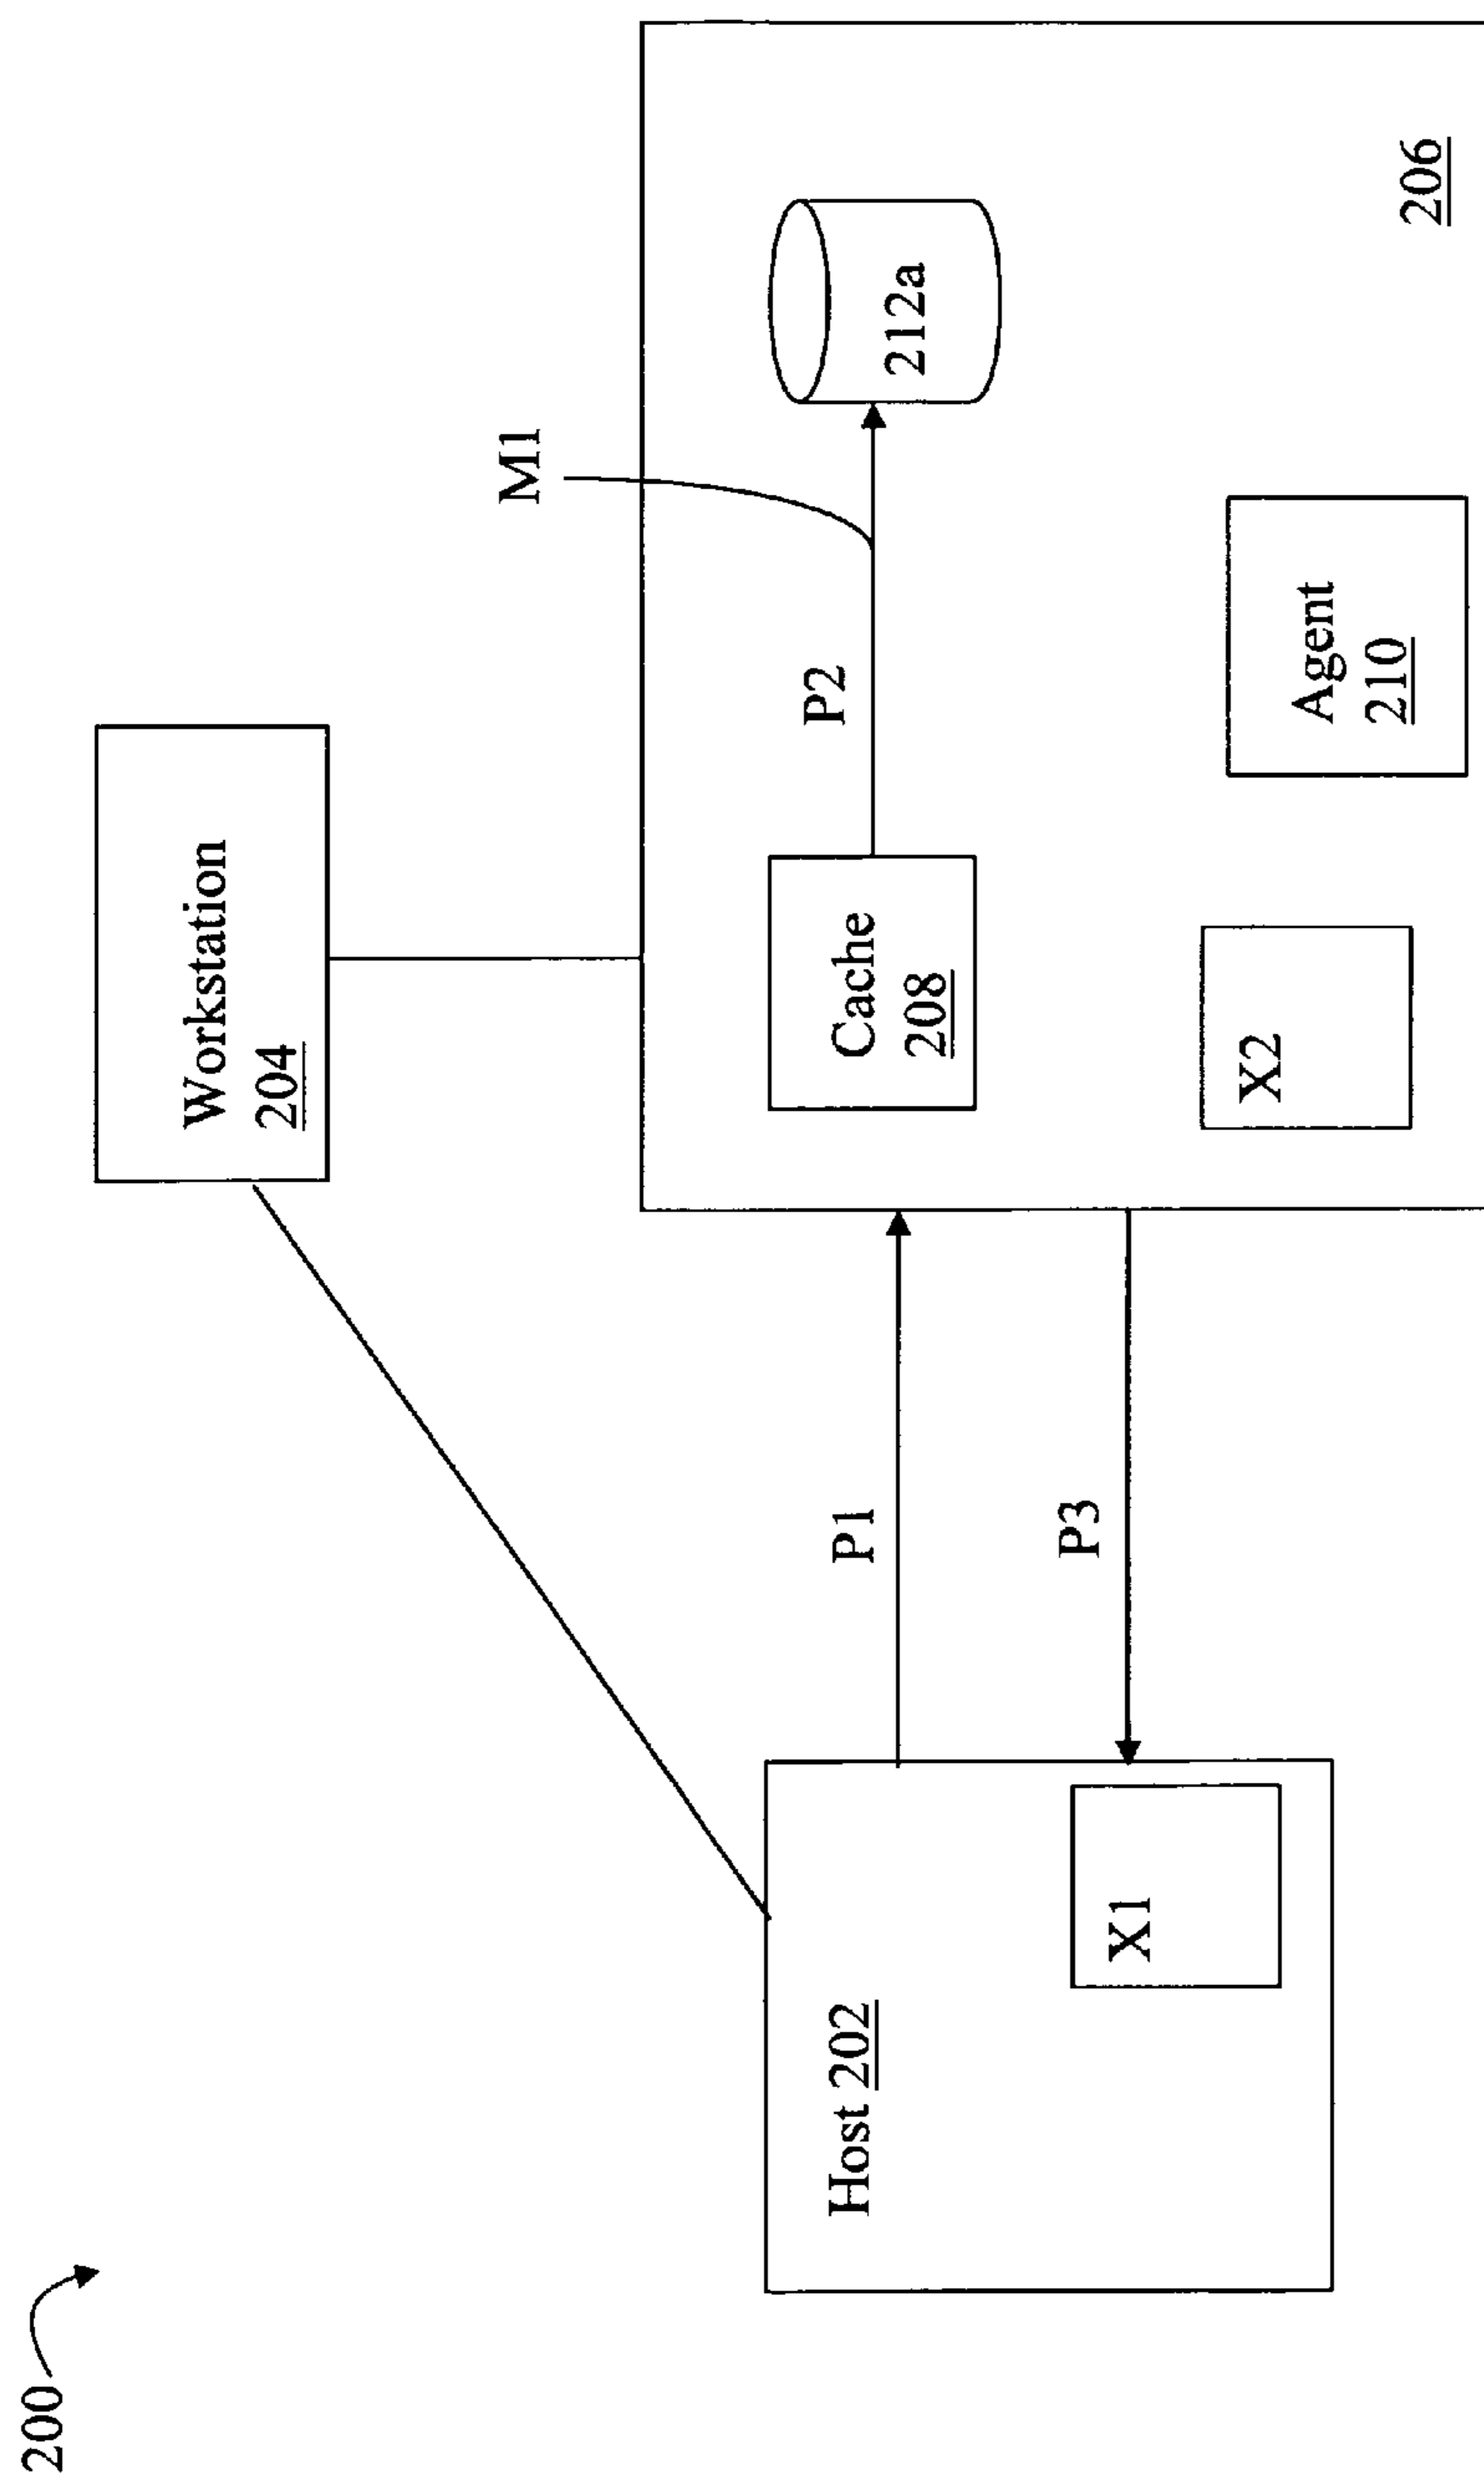 200
Workstation
204
M1
P2
212a
Cache
208
Host 202
P1
P3
X1
X2
Agent
210
206